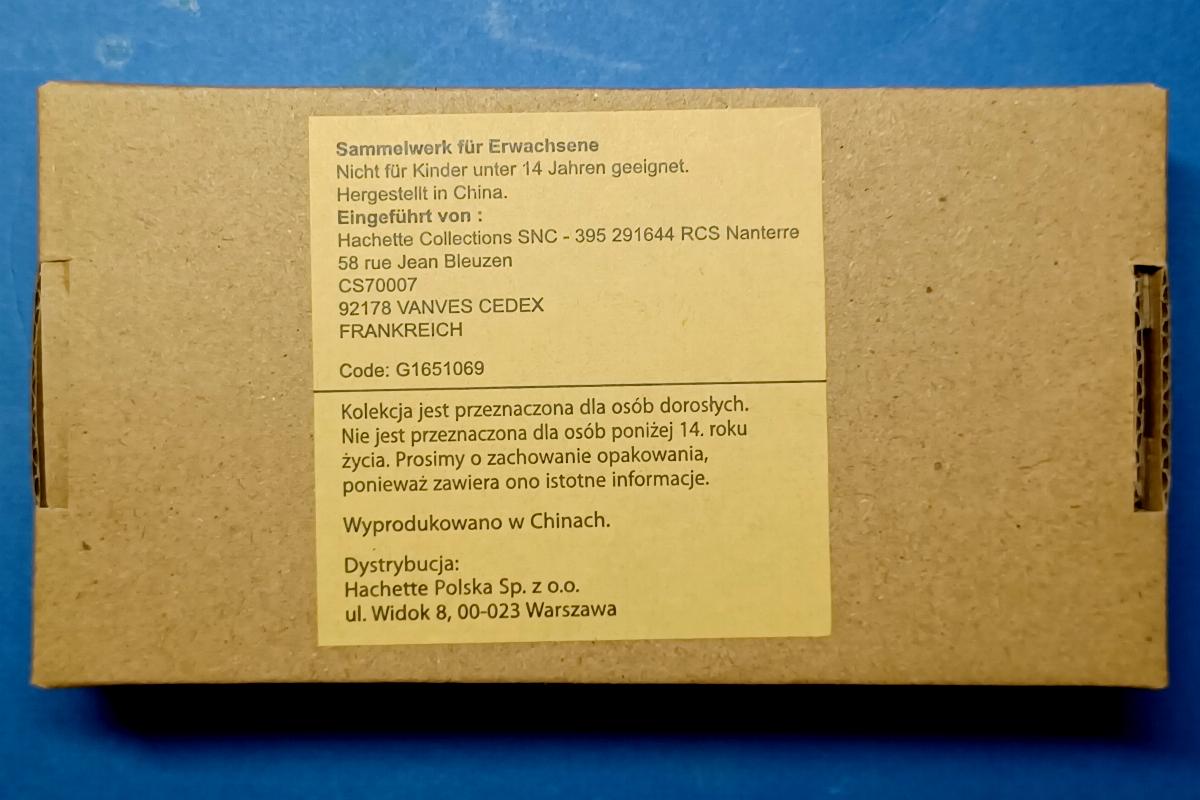 Sammelwerk für Erwachsene
Nicht für Kinder unter 14 Jahren geeignet.
Hergestellt in China.
Eingeführt von :
Hachette Collections SNC - 395 291644 RCS Nanterre
58 rue Jean Bleuzen
CS70007
92178 VANVES CEDEX
FRANKREICH
Code: G1651069
Kolekcja jest przeznaczona dla osób dorosłych.
Nie jest przeznaczona dla osób poniżej 14. roku
życia. Prosimy o zachowanie opakowania,
ponieważ zawiera ono istotne informacje.
Wyprodukowano w Chinach.
Dystrybucja:
Hachette Polska Sp. z o.o.
ul. Widok 8, 00-023 Warszawa